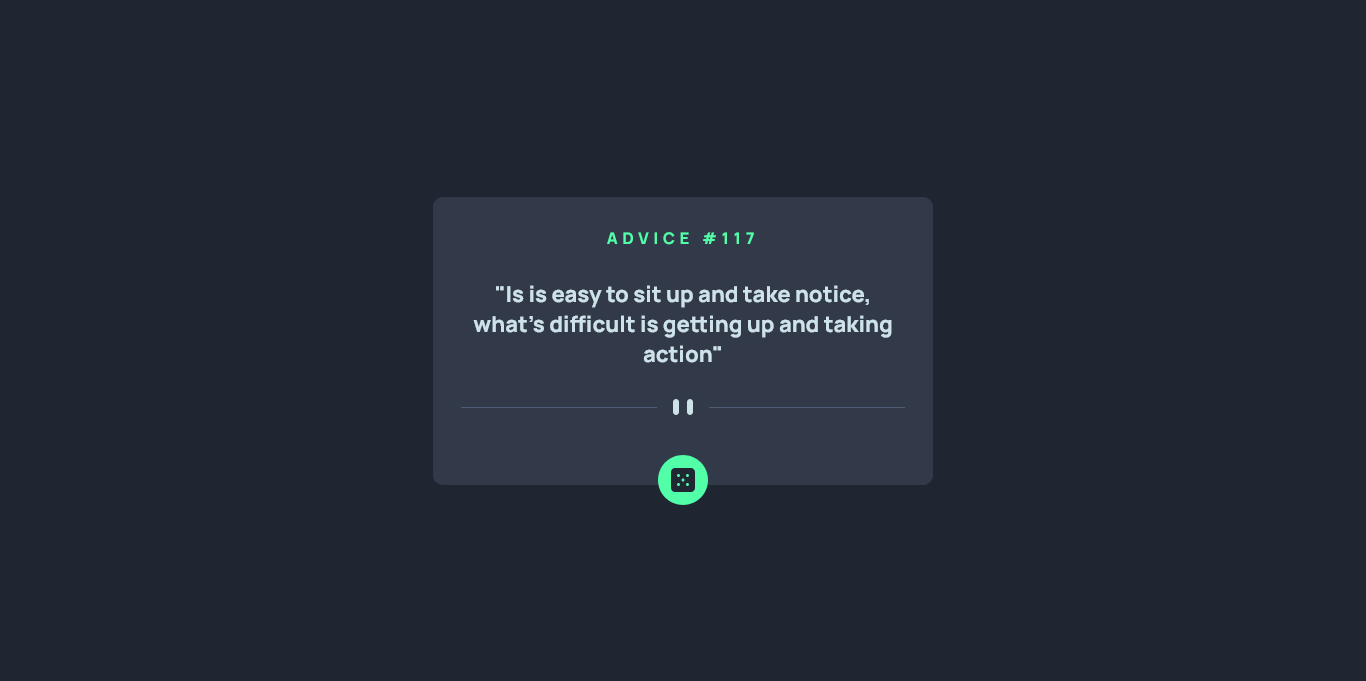 ADVICE #117
"Is is easy to sit up and take notice,
what's difficult is getting up and taking
action"